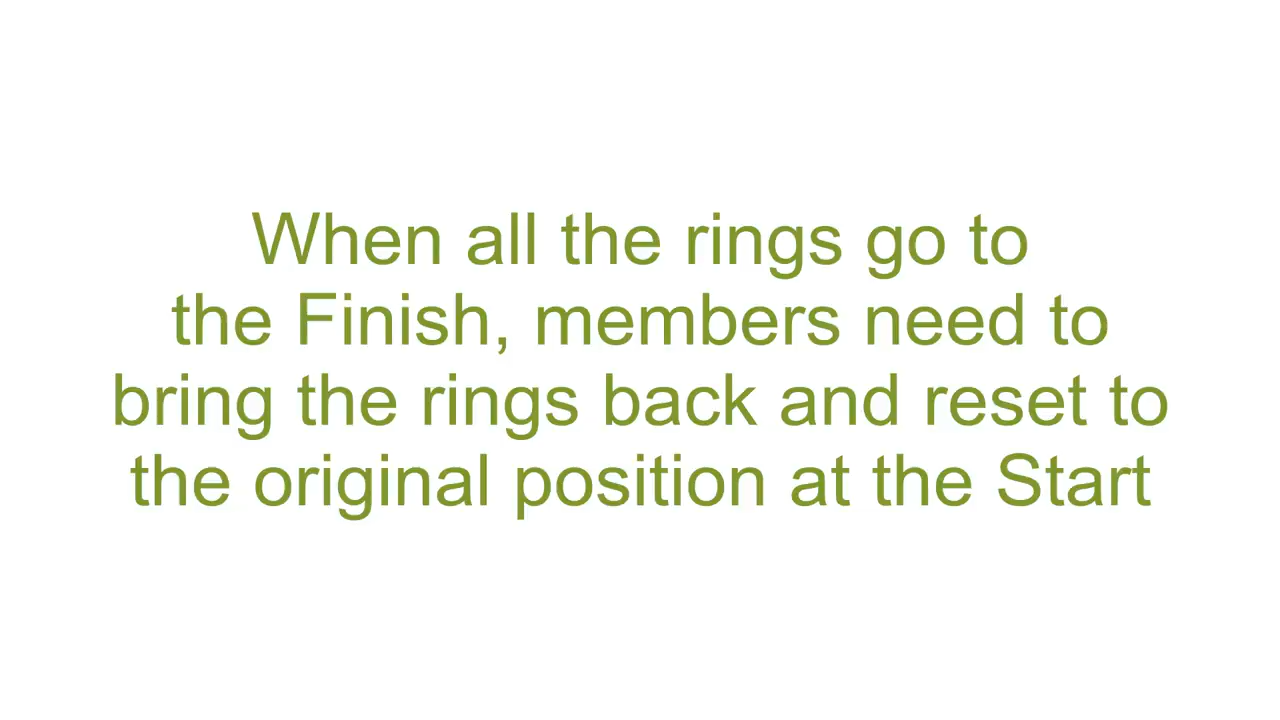 When all the rings go to
the Finish, members need to
bring the rings back and reset to
the original position at the Start